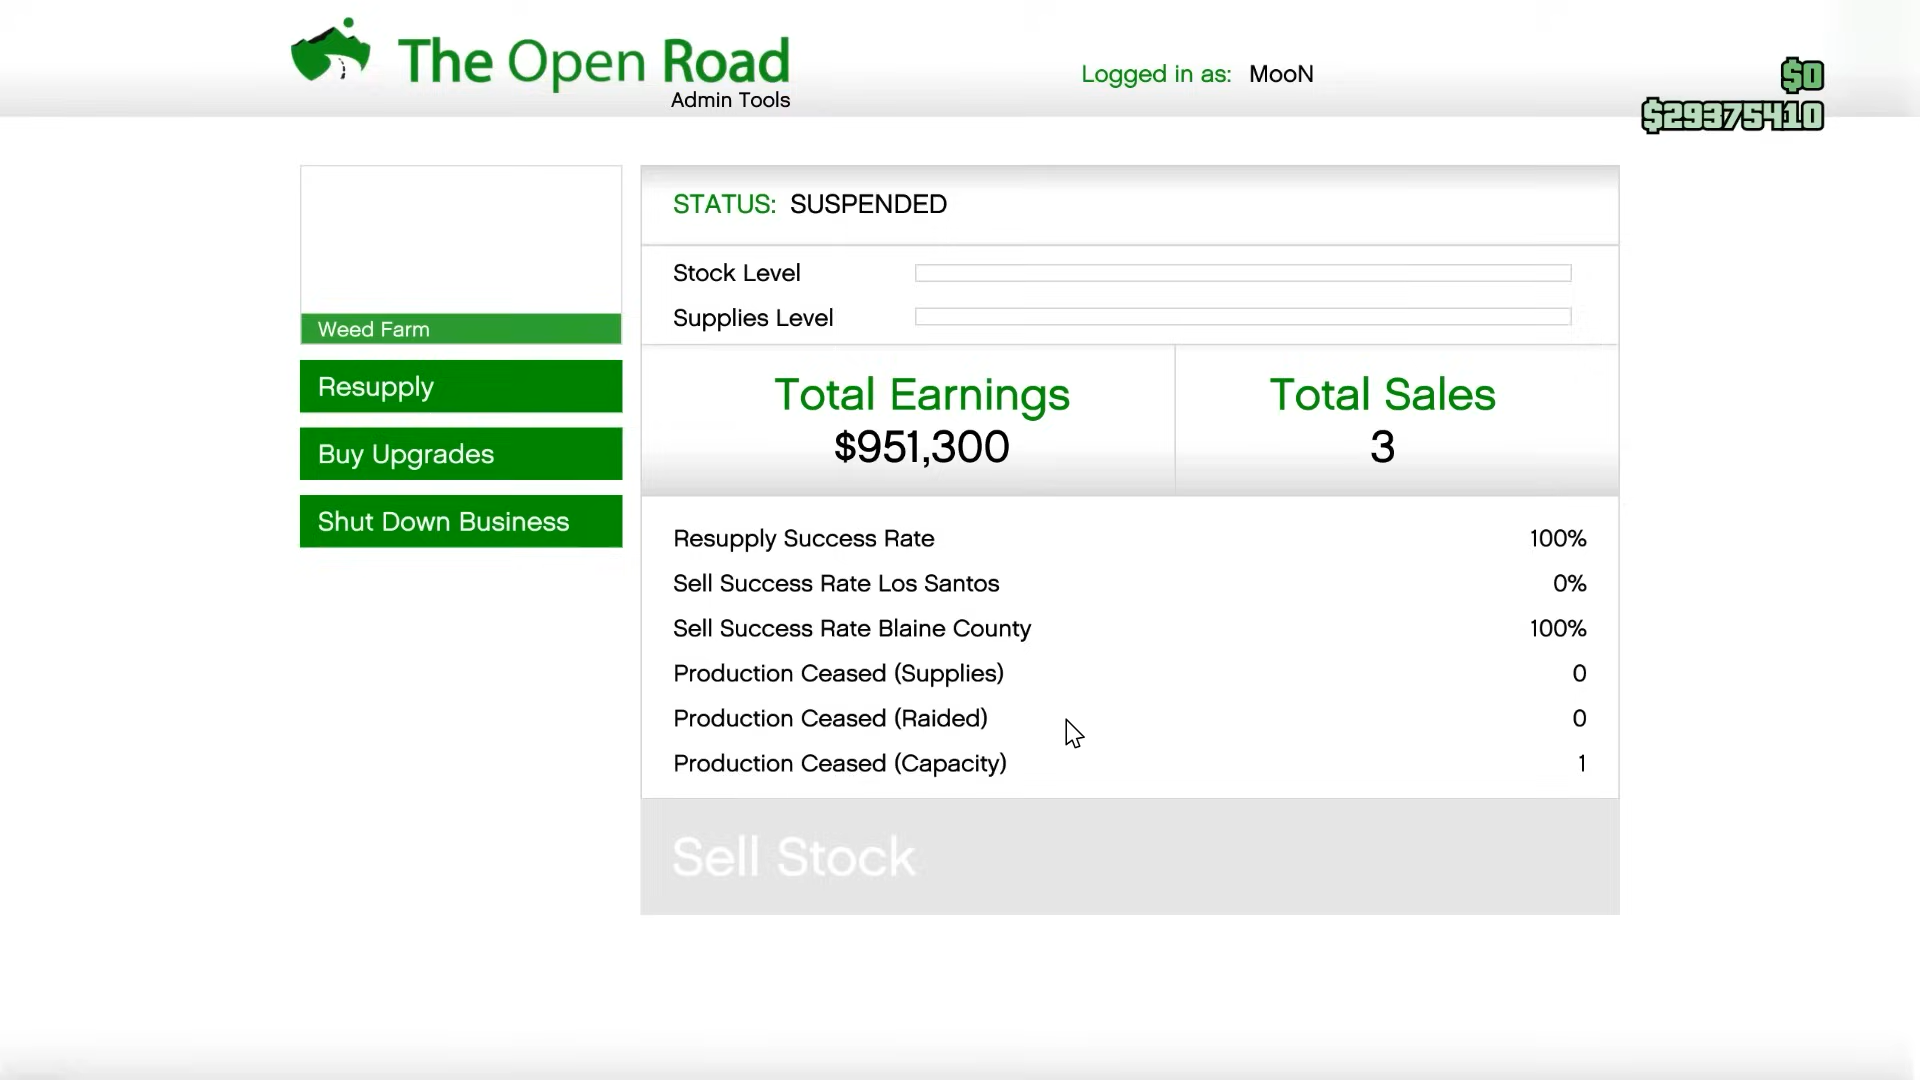 The Open Road
Admin Tools
Logged in as: MooN
$0
$29375410
Weed Farm
Resupply
Buy Upgrades
Shut Down Business
STATUS: SUSPENDED
Stock Level
Supplies Level
Total Earnings
$951,300
Total Sales
3
Resupply Success Rate 100%
Sell Success Rate Los Santos 0%
Sell Success Rate Blaine County 100%
Production Ceased (Supplies) 0
Production Ceased (Raided) 0
Production Ceased (Capacity) 1
Sell Stock